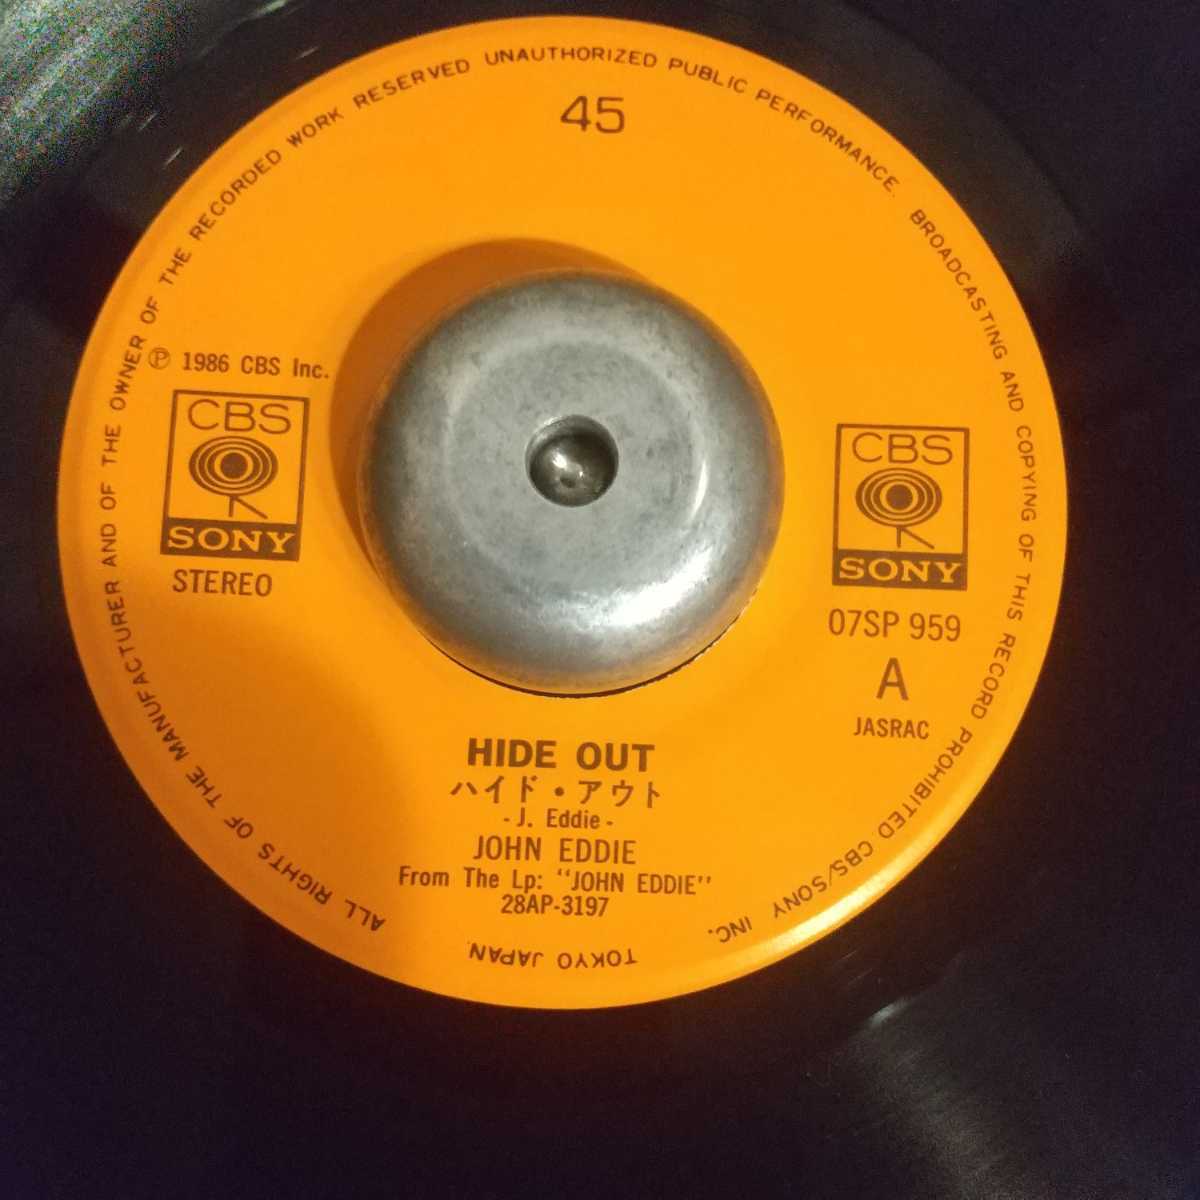 ALL RIGHTS OF THE MANUFACTURER AND OF THE OWNER OF THE RECORDED WORK RESERVED UNAUTHORIZED PUBLIC PERFORMANCE. BROADCASTING AND COPYING OF THIS RECORD PROHIBITED CBS/SONY INC. TOKYO JAPAN.
45
℗ 1986 CBS Inc.
CBS
SONY
STEREO
CBS
SONY
07SP 959
A
JASRAC
HIDE OUT
ハイド・アウト
- J. Eddie -
JOHN EDDIE
From The Lp: "JOHN EDDIE"
28AP-3197